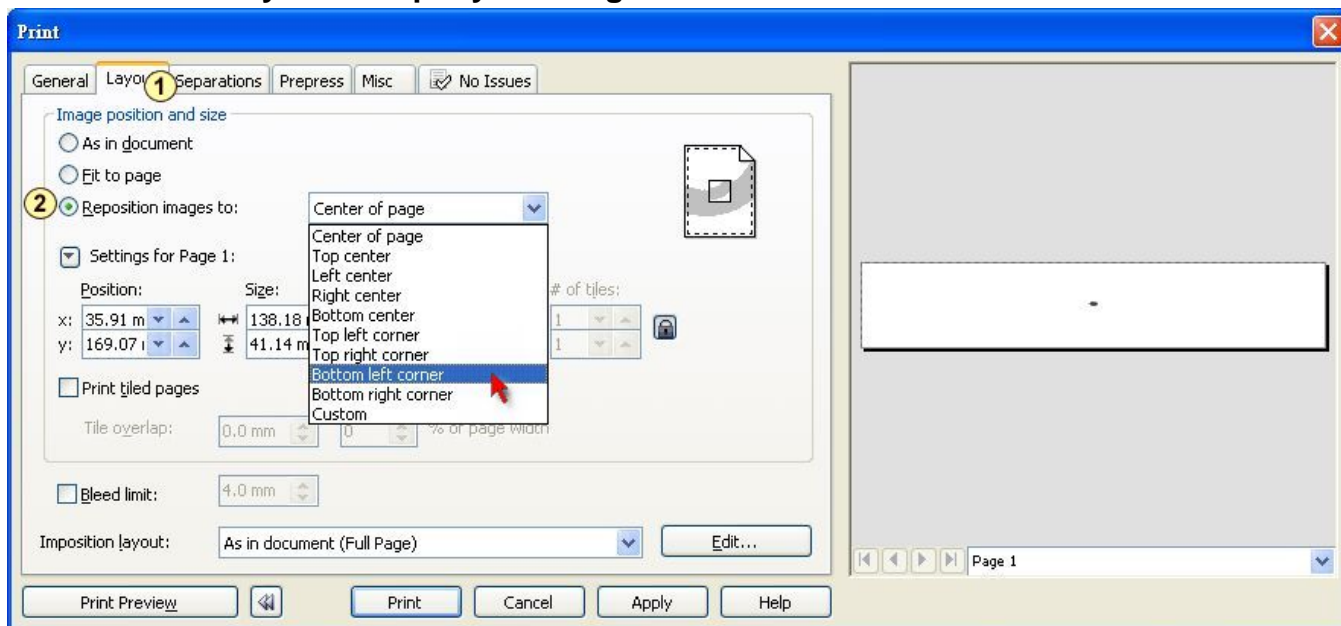 Print
General Layou 1 Separations Prepress Misc No Issues
Image position and size
As in document
Fit to page
2 Reposition images to: Center of page
Center of page
Settings for Page 1: Top center
Left center
Position: Size: Right center # of tiles:
x: 35.91 m 138.18 Bottom center 1
Top left corner
y: 169.07 41.14 m Top right corner 1
Bottom left corner
Print tiled pages Bottom right corner
Custom
Tile overlap: 0.0 mm 0 % of page width
Bleed limit: 4.0 mm
Imposition layout: As in document (Full Page) Edit...
Page 1
Print Preview Print Cancel Apply Help